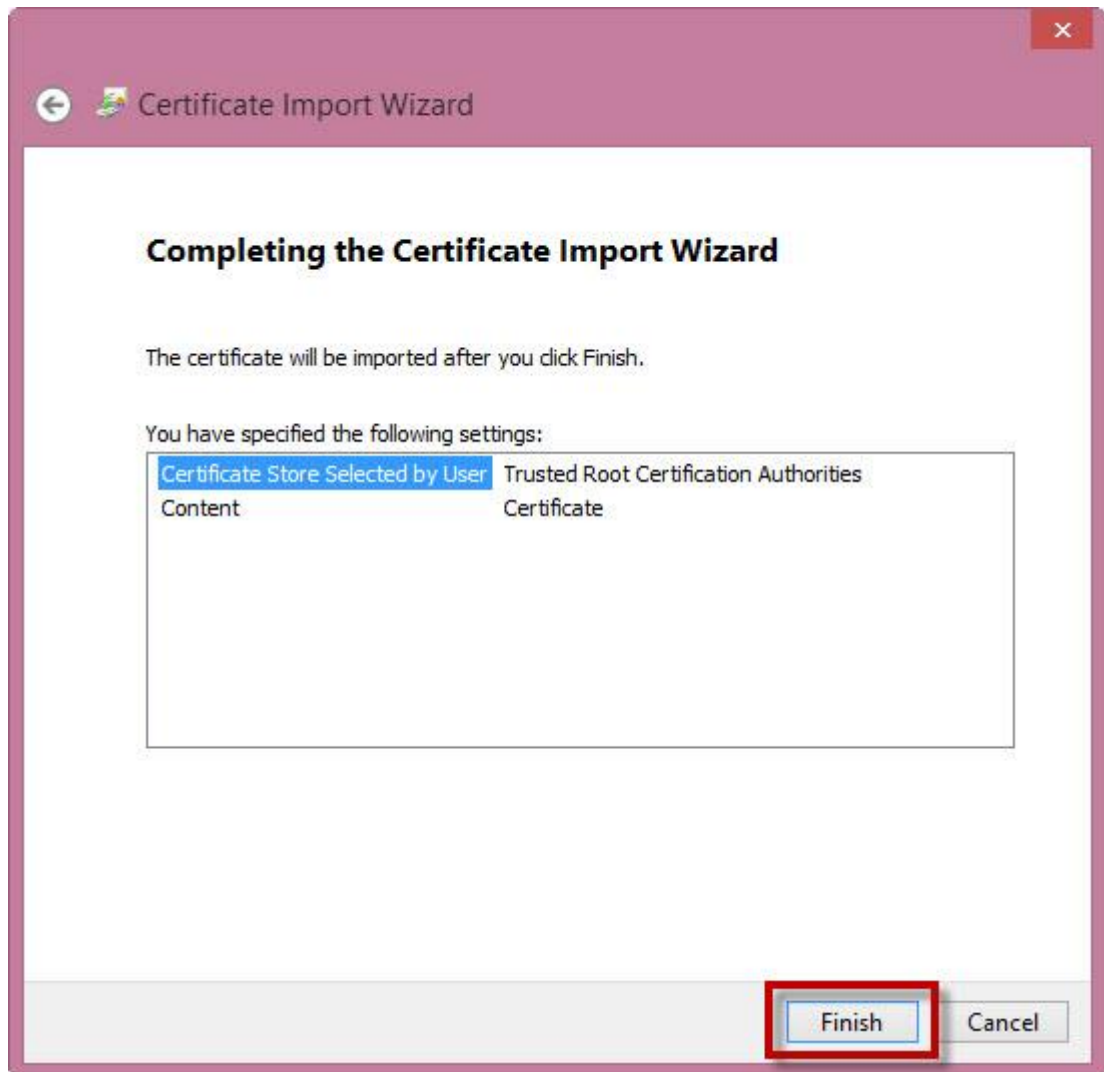 Certificate Import Wizard
Completing the Certificate Import Wizard
The certificate will be imported after you click Finish.
You have specified the following settings:
Certificate Store Selected by User Trusted Root Certification Authorities
Content Certificate
Finish Cancel